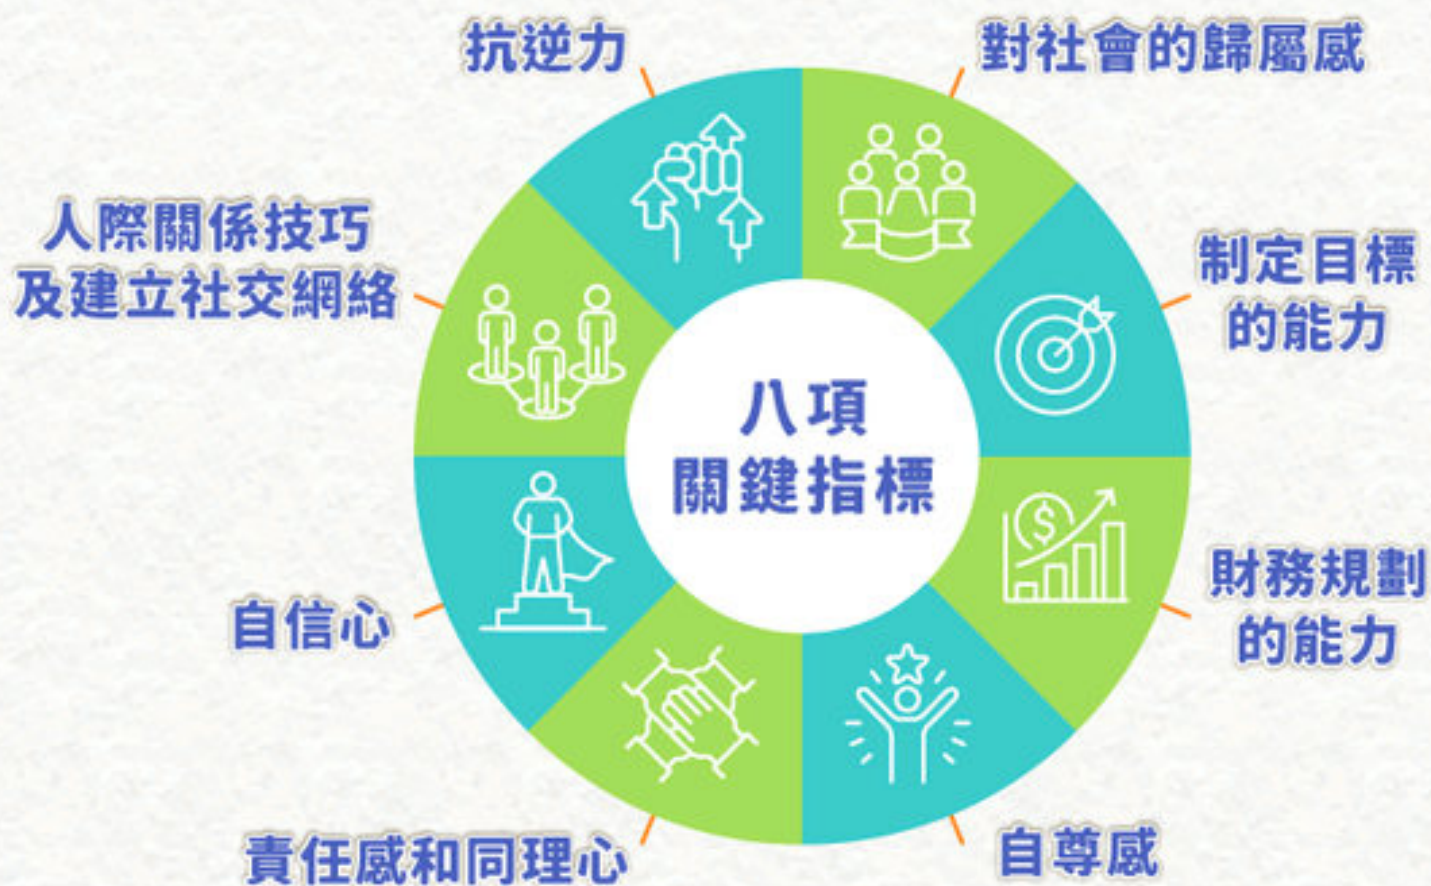 八項
關鍵指標
對社會的歸屬感
制定目標
的能力
財務規劃
的能力
自尊感
責任感和同理心
自信心
人際關係技巧
及建立社交網絡
抗逆力
$